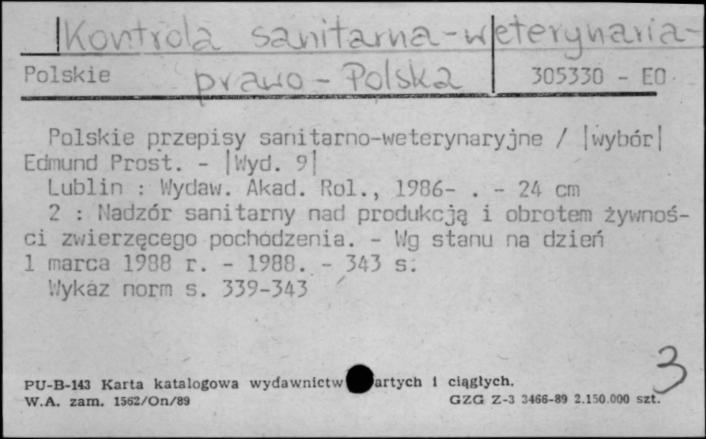 Kontrola sanitarna-weterynaria-
prawo - Polska
Polskie
305330 - EO
Polskie przepisy sanitarno-weterynaryjne / |wybór|
Edmund Prost. - |Wyd. 9|
Lublin : Wydaw. Akad. Rol., 1986- . - 24 cm
2 : Nadzór sanitarny nad produkcją i obrotem żywnoś-
ci zwierzęcego pochodzenia. - Wg stanu na dzień
1 marca 1988 r. - 1988. - 343 s.
Wykaz norm s. 339-343
3
PU-B-143 Karta katalogowa wydawnictw artych i ciągłych.
W.A. zam. 1562/On/89
GZG Z-3 3466-89 2.150.000 szt.